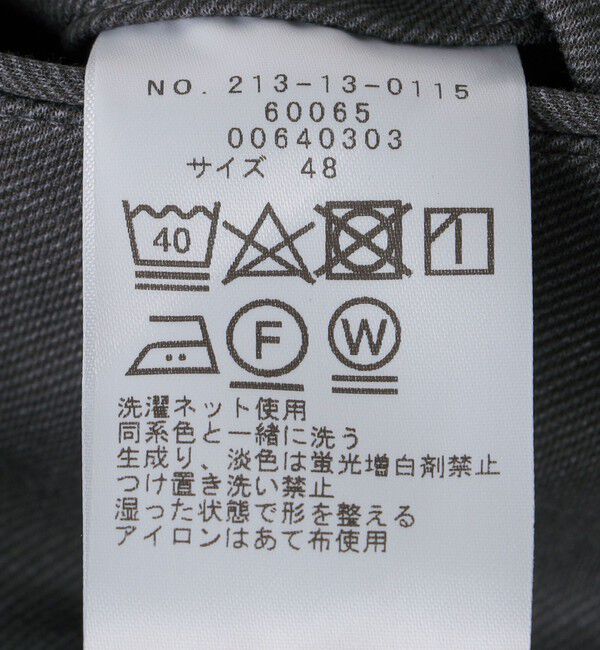 NO. 213-13-0115
60065
00640303
サイズ 48
40
F W
洗濯ネット使用
同系色と一緒に洗う
生成り、淡色は蛍光増白剤禁止
つけ置き洗い禁止
湿った状態で形を整える
アイロンはあて布使用